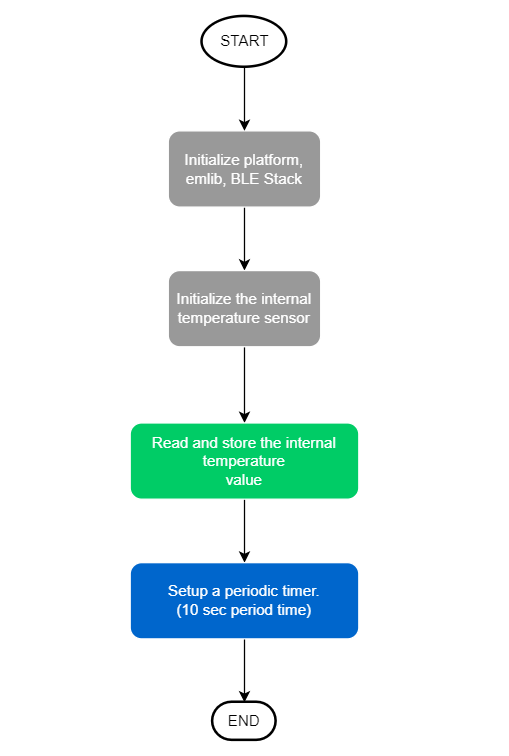 START
Initialize platform,
emlib, BLE Stack
Initialize the internal
temperature sensor
Read and store the internal
temperature
value
Setup a periodic timer.
(10 sec period time)
END